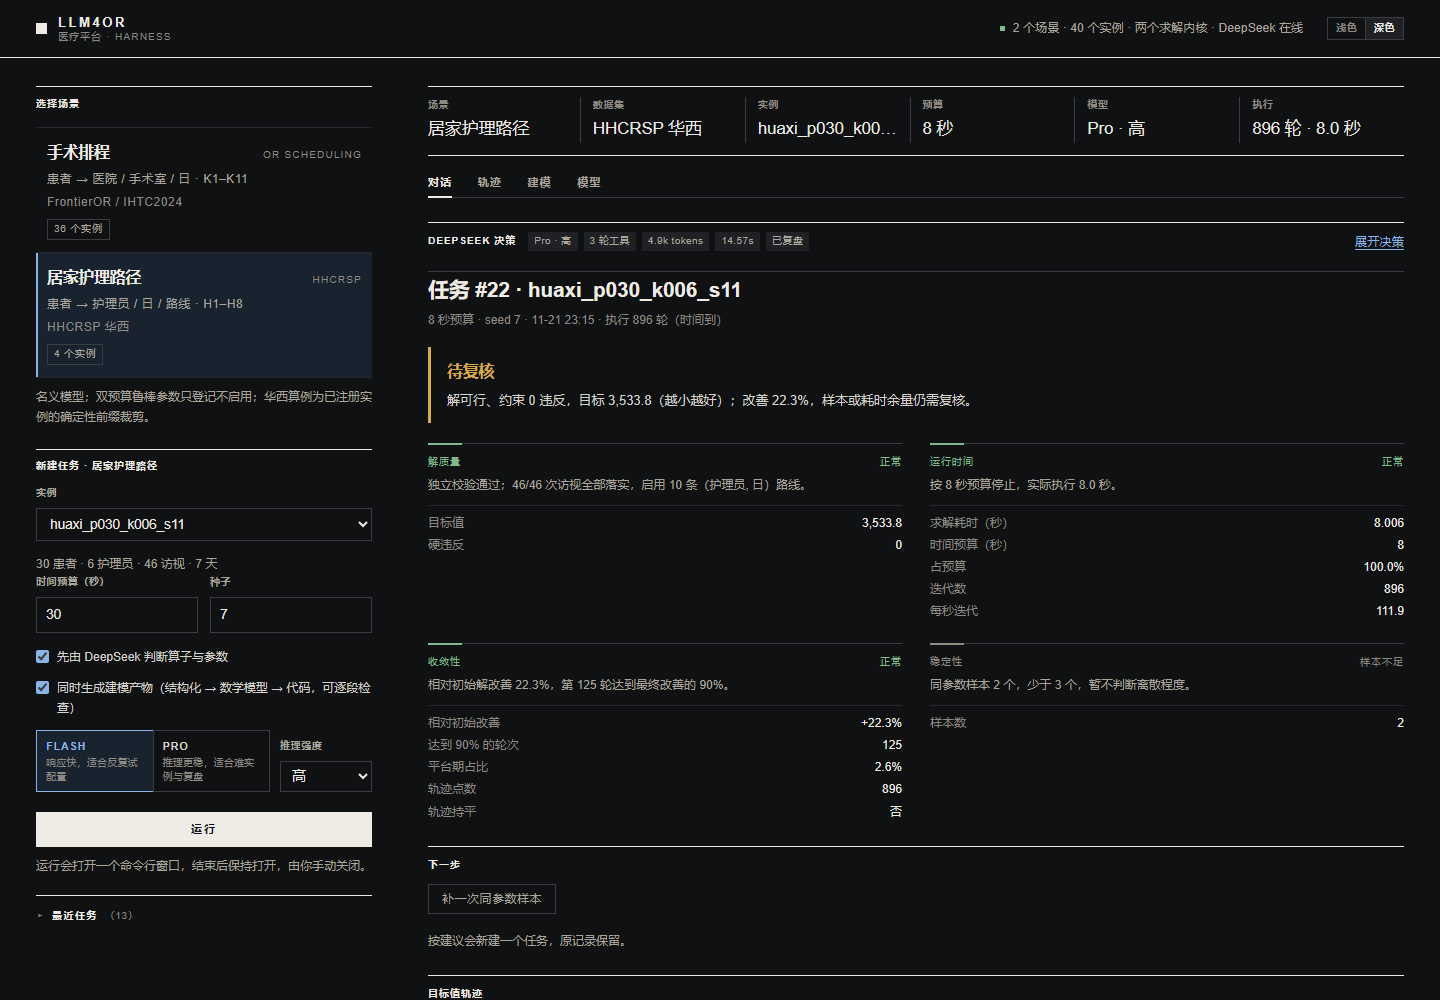 LLM4OR
医疗平台 · HARNESS
2 个场景 · 40 个实例 · 两个求解内核 · DeepSeek 在线
浅色 深色
选择场景
手术排程 OR SCHEDULING
患者 → 医院 / 手术室 / 日 · K1–K11
FrontierOR / IHTC2024
36 个实例
居家护理路径 HHCRSP
患者 → 护理员 / 日 / 路线 · H1–H8
HHCRSP 华西
4 个实例
名义模型；双预算鲁棒参数只登记不启用；华西算例为已注册实
例的确定性前缀裁剪。
新建任务 · 居家护理路径
实例
huaxi_p030_k006_s11
30 患者 · 6 护理员 · 46 访视 · 7 天
时间预算（秒） 种子
30 7
先由 DeepSeek 判断算子与参数
同时生成建模产物（结构化 → 数学模型 → 代码，可逐段检
查）
FLASH
响应快，适合反复试
配置
PRO
推理更稳，适合难实
例与复盘
推理强度
高
运行
运行会打开一个命令行窗口，结束后保持打开，由你手动关闭。
▸ 最近任务 （13）
场景 数据集 实例 预算 模型 执行
居家护理路径 HHCRSP 华西 huaxi_p030_k00… 8 秒 Pro · 高 896 轮 · 8.0 秒
对话 轨迹 建模 模型
DEEPSEEK 决策 Pro · 高 3 轮工具 4.9k tokens 14.57s 已复盘 展开决策
任务 #22 · huaxi_p030_k006_s11
8 秒预算 · seed 7 · 11-21 23:15 · 执行 896 轮（时间到）
待复核
解可行、约束 0 违反，目标 3,533.8（越小越好）；改善 22.3%，样本或耗时余量仍需复核。
解质量 正常
独立校验通过；46/46 次访视全部落实，启用 10 条（护理员, 日）路线。
目标值 3,533.8
硬违反 0
运行时间 正常
按 8 秒预算停止，实际执行 8.0 秒。
求解耗时（秒） 8.006
时间预算（秒） 8
占预算 100.0%
迭代数 896
每秒迭代 111.9
收敛性 正常
相对初始解改善 22.3%，第 125 轮达到最终改善的 90%。
相对初始改善 +22.3%
达到 90% 的轮次 125
平台期占比 2.6%
轨迹点数 896
轨迹持平 否
稳定性 样本不足
同参数样本 2 个，少于 3 个，暂不判断离散程度。
样本数 2
下一步
补一次同参数样本
按建议会新建一个任务，原记录保留。
目标值轨迹